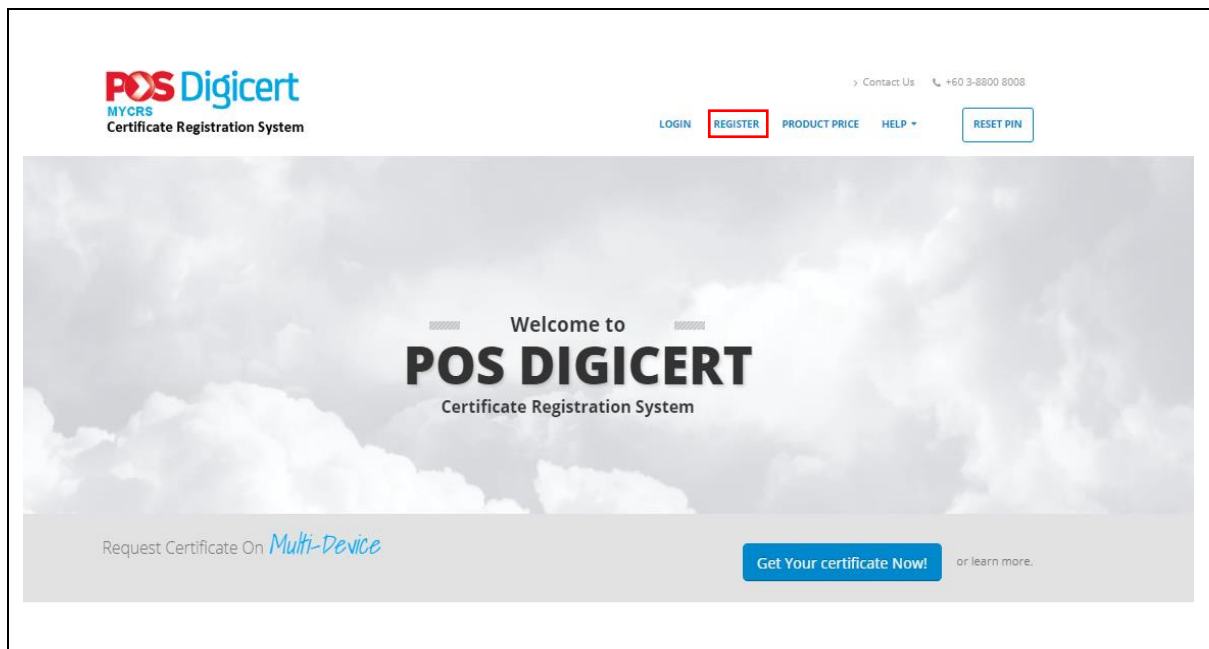 POS Digicert
MYCRS
Certificate Registration System
> Contact Us +60 3-8800 8008
LOGIN REGISTER PRODUCT PRICE HELP RESET PIN
Welcome to
POS DIGICERT
Certificate Registration System
Request Certificate On Multi-Device
Get Your certificate Now! or learn more.